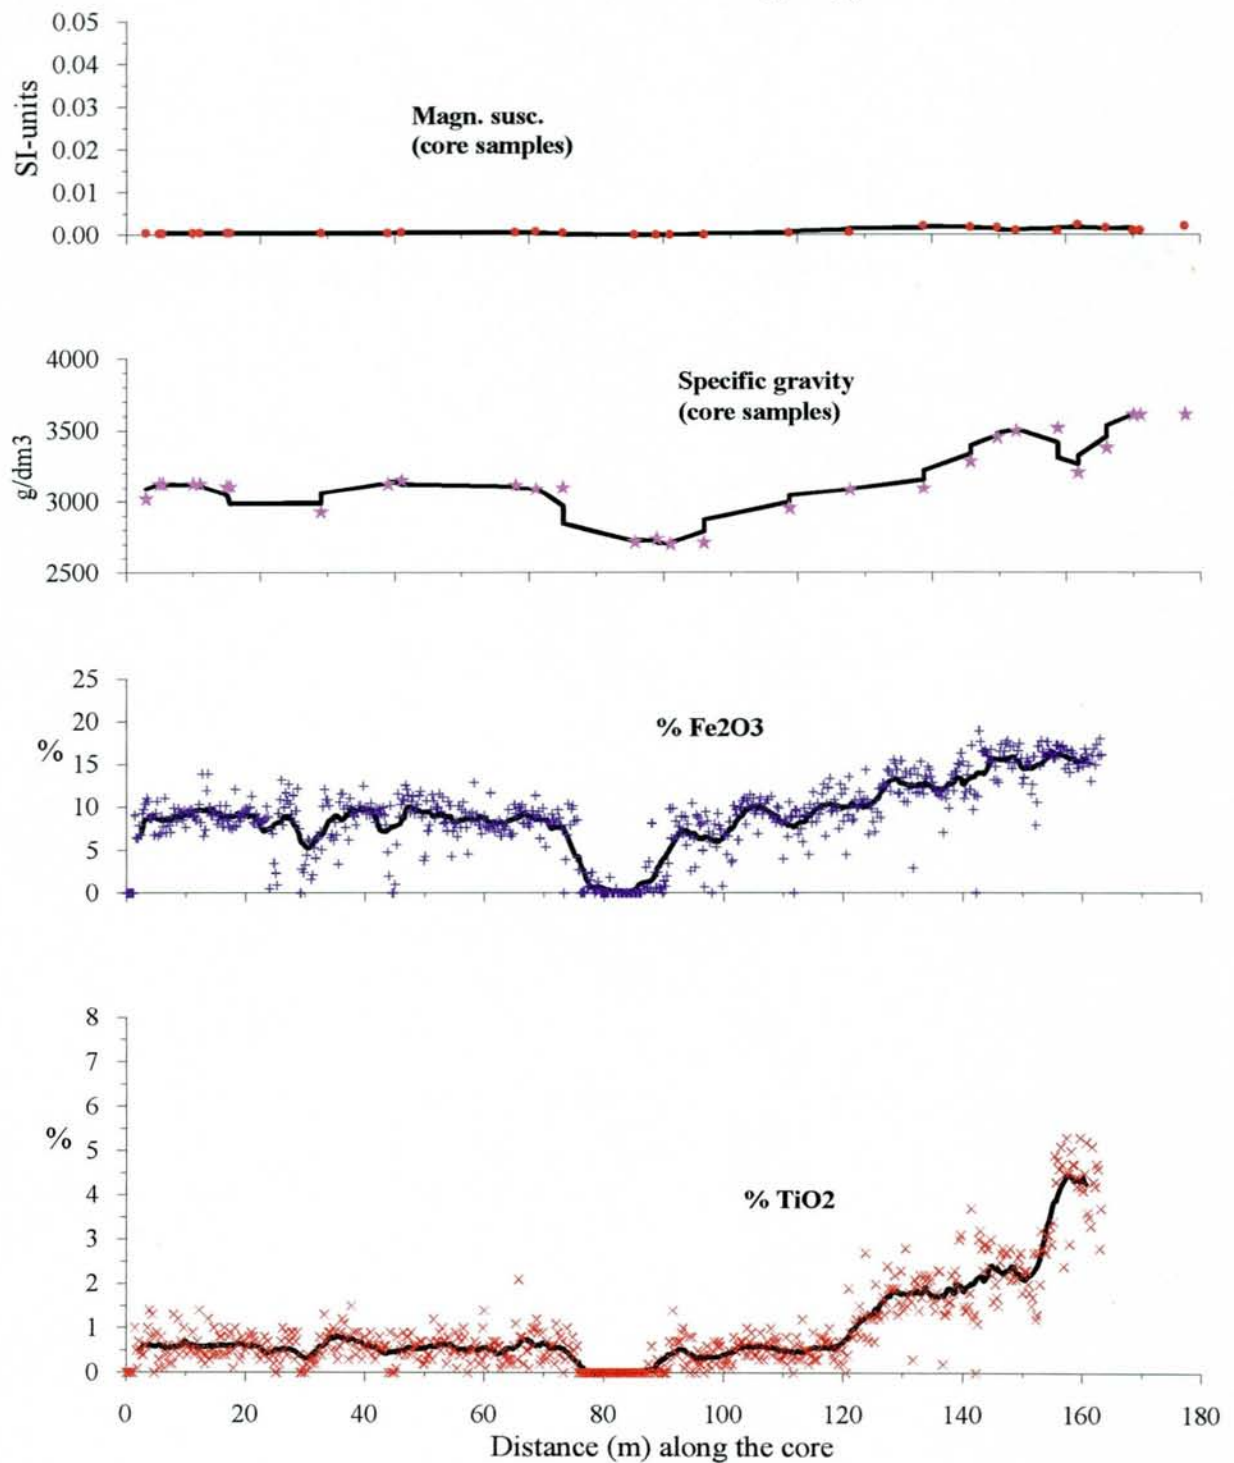 0.05
0.04
0.03
0.02
0.01
0.00
SI-units
Magn. susc.
(core samples)
4000
3500
3000
2500
g/dm3
Specific gravity
(core samples)
25
20
15
10
5
0
%
% Fe2O3
8
7
6
5
4
3
2
1
0
%
% TiO2
0 20 40 60 80 100 120 140 160 180
Distance (m) along the core